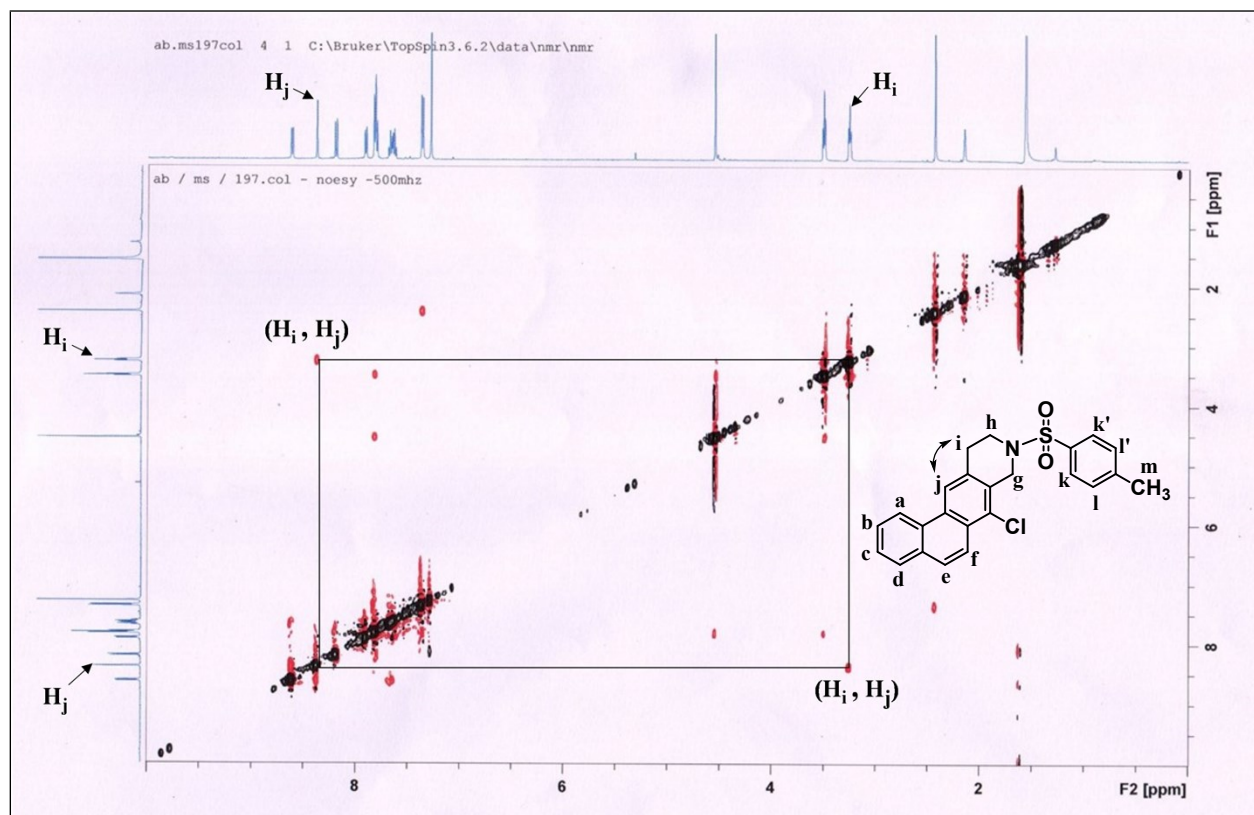 ab.ms197col 4 1 C:\Bruker\TopSpin3.6.2\data\nmr\nmr
Hj
Hi
ab / ms / 197.col - noesy -500mhz
F1 [ppm]
2
4
6
8
Hi
(Hi , Hj)
Hj
(Hi , Hj)
i
h
N
S
O
O
k'
l'
k
l
m
CH3
j
g
Cl
a
b
c
d
e
f
8
6
4
2
F2 [ppm]